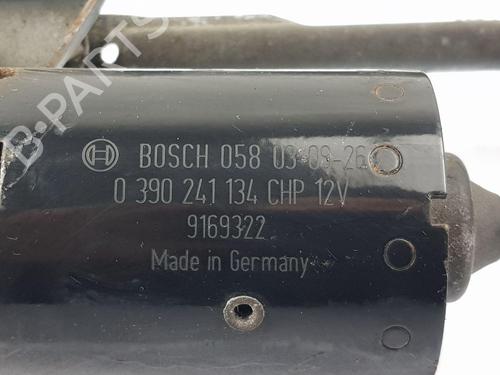 B-PARTS
BOSCH 058 03-09-26
0 390 241 134 CHP 12V
9169322
Made in Germany